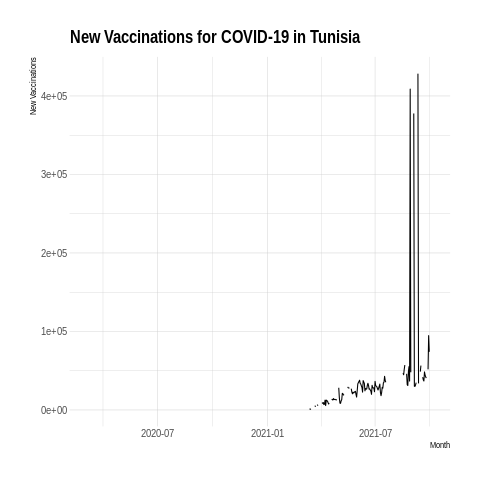 New Vaccinations for COVID-19 in Tunisia
New Vaccinations
4e+05
3e+05
2e+05
1e+05
0e+00
2020-07
2021-01
2021-07
Month